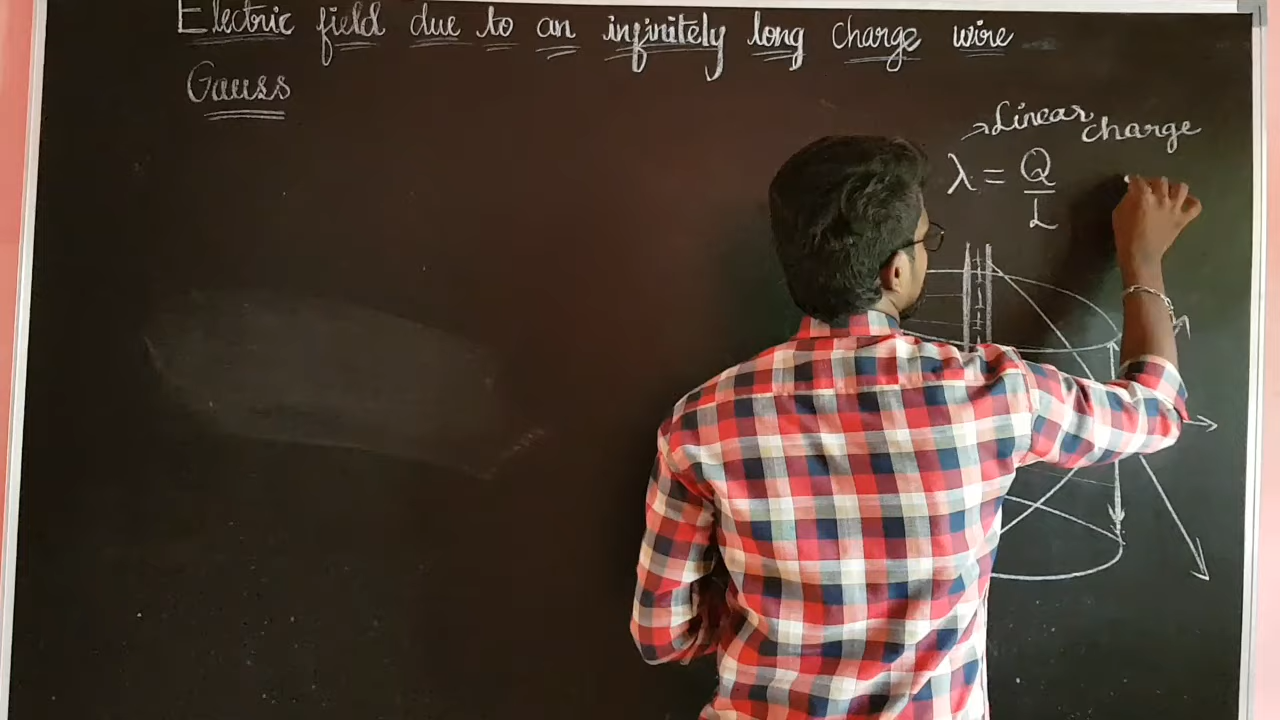 Electric field due to an infinitely long charge wire
Gauss
→Linear charge
λ = Q
L